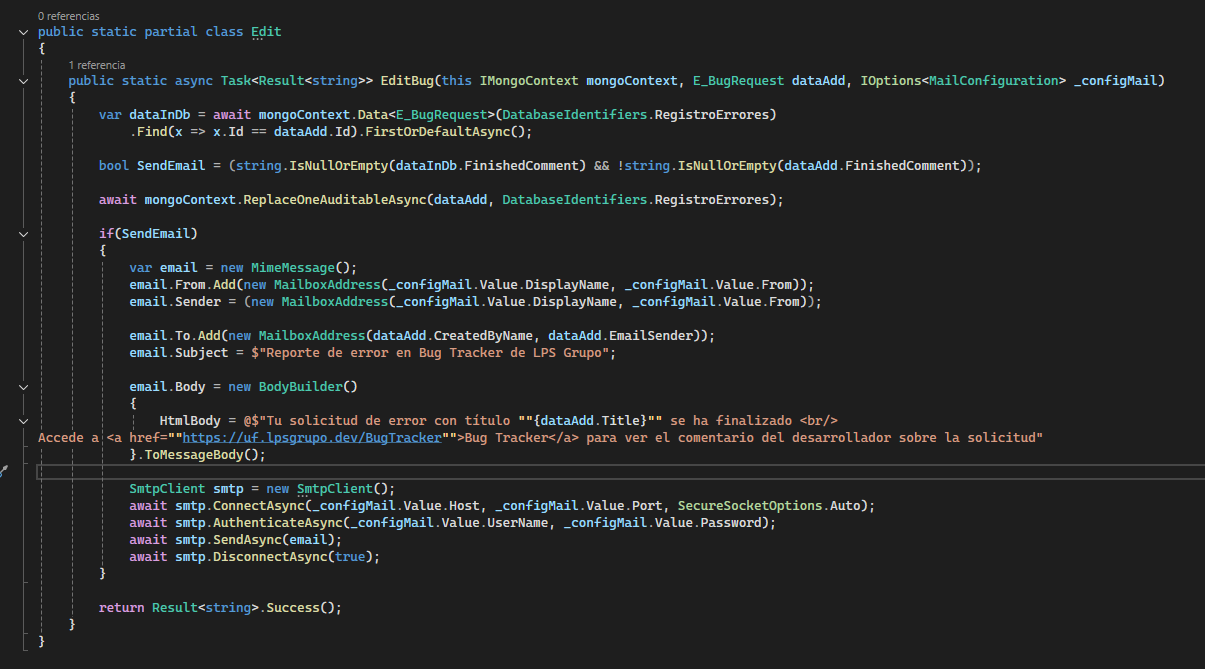 0 referencias
public static partial class Edit
{
1 referencia
public static async Task<Result<string>> EditBug(this IMongoContext mongoContext, E_BugRequest dataAdd, IOptions<MailConfiguration> _configMail)
{
var dataInDb = await mongoContext.Data<E_BugRequest>(DatabaseIdentifiers.RegistroErrores)
.Find(x => x.Id == dataAdd.Id).FirstOrDefaultAsync();
bool SendEmail = (string.IsNullOrEmpty(dataInDb.FinishedComment) && !string.IsNullOrEmpty(dataAdd.FinishedComment));
await mongoContext.ReplaceOneAuditableAsync(dataAdd, DatabaseIdentifiers.RegistroErrores);
if(SendEmail)
{
var email = new MimeMessage();
email.From.Add(new MailboxAddress(_configMail.Value.DisplayName, _configMail.Value.From));
email.Sender = (new MailboxAddress(_configMail.Value.DisplayName, _configMail.Value.From));
email.To.Add(new MailboxAddress(dataAdd.CreatedByName, dataAdd.EmailSender));
email.Subject = $"Reporte de error en Bug Tracker de LPS Grupo";
email.Body = new BodyBuilder()
{
HtmlBody = @$"Tu solicitud de error con título ""{dataAdd.Title}"" se ha finalizado <br/>
Accede a <a href=""https://uf.lpsgrupo.dev/BugTracker"">Bug Tracker</a> para ver el comentario del desarrollador sobre la solicitud"
}.ToMessageBody();
SmtpClient smtp = new SmtpClient();
await smtp.ConnectAsync(_configMail.Value.Host, _configMail.Value.Port, SecureSocketOptions.Auto);
await smtp.AuthenticateAsync(_configMail.Value.UserName, _configMail.Value.Password);
await smtp.SendAsync(email);
await smtp.DisconnectAsync(true);
}
return Result<string>.Success();
}
}